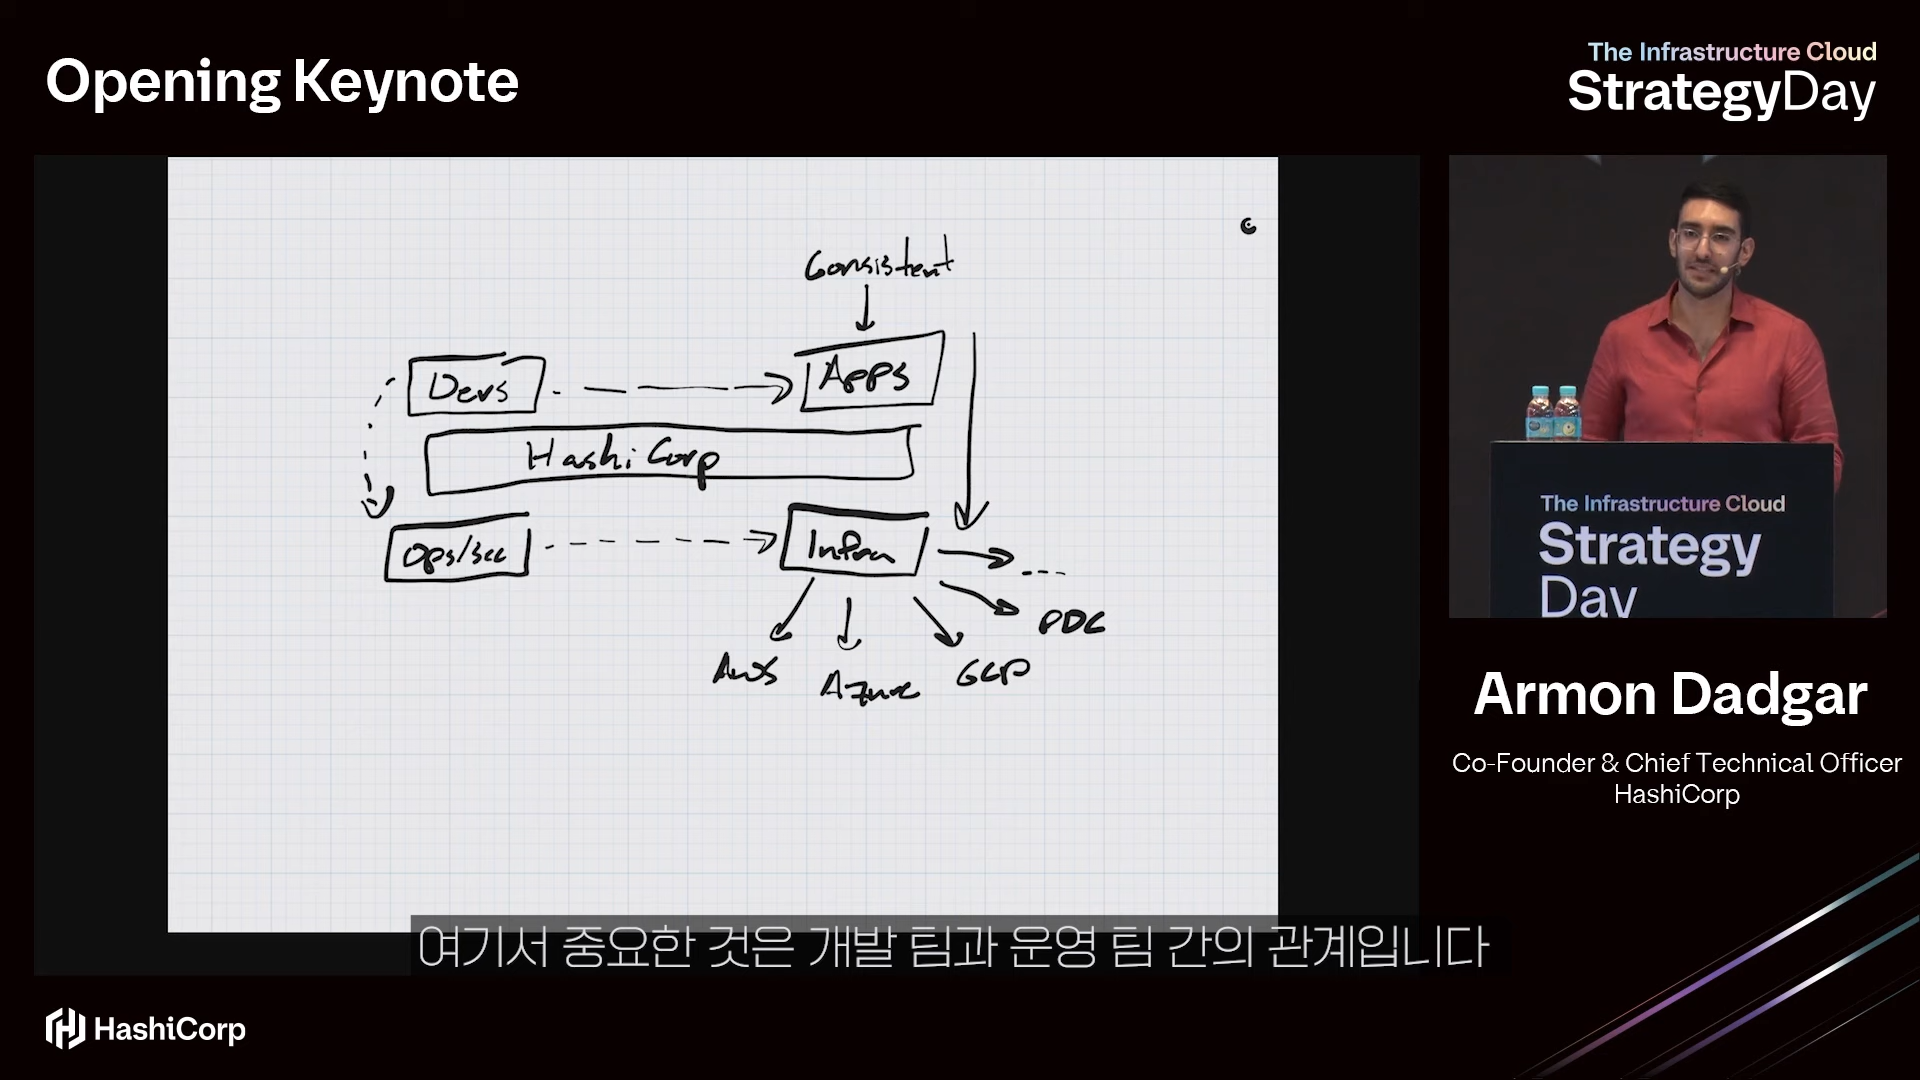 Opening Keynote
The Infrastructure Cloud
StrategyDay
Consistent
Devs
Apps
HashiCorp
Ops/Sec
Infra
...
PDC
AWS
Azure
GCP
The Infrastructure Cloud
Strategy
Day
Armon Dadgar
Co-Founder & Chief Technical Officer
HashiCorp
여기서 중요한 것은 개발 팀과 운영 팀 간의 관계입니다
HashiCorp